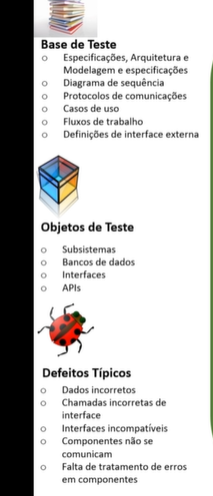 Base de Teste
o Especificações, Arquitetura e
Modelagem e especificações
o Diagrama de sequência
o Protocolos de comunicações
o Casos de uso
o Fluxos de trabalho
o Definições de interface externa
Objetos de Teste
o Subsistemas
o Bancos de dados
o Interfaces
o APIs
Defeitos Típicos
o Dados incorretos
o Chamadas incorretas de
interface
o Interfaces incompatíveis
o Componentes não se
comunicam
o Falta de tratamento de erros
em componentes